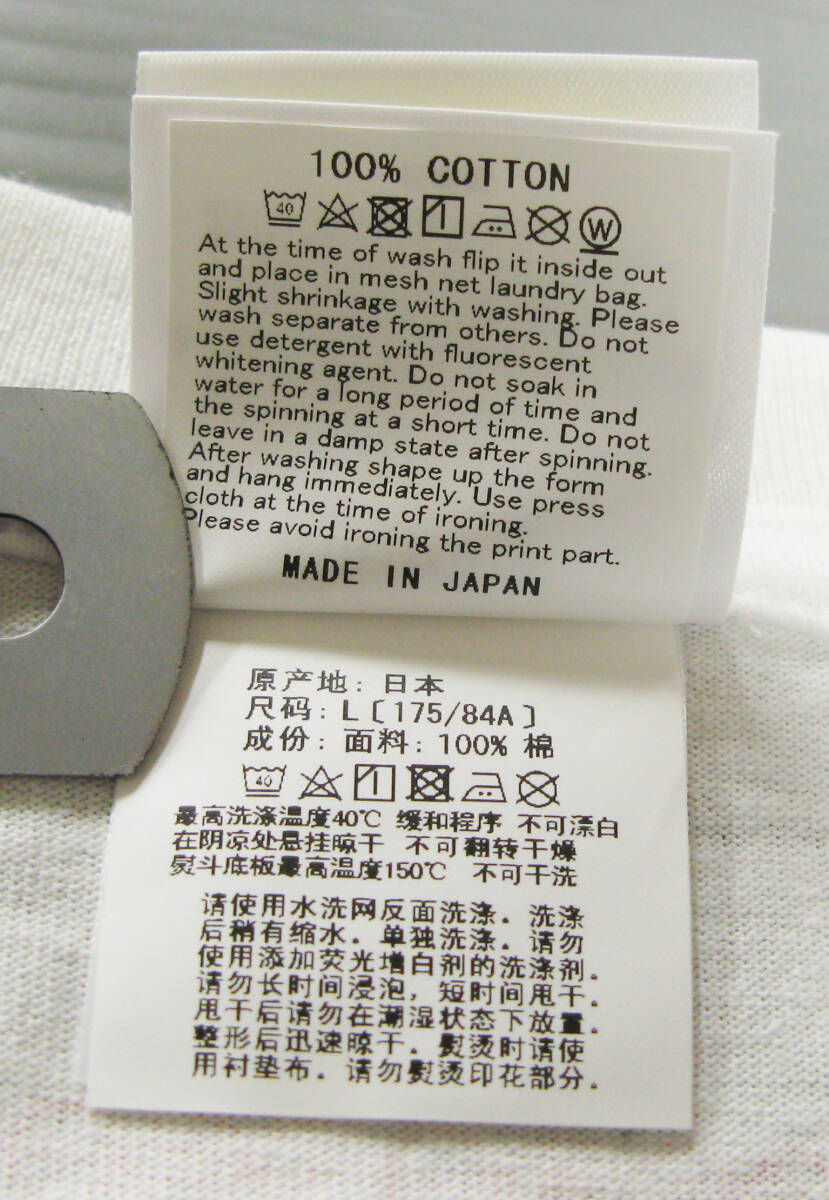 100% COTTON
40 W
At the time of wash flip it inside out
and place in mesh net laundry bag.
Slight shrinkage with washing. Please
wash separate from others. Do not
use detergent with fluorescent
whitening agent. Do not soak in
water for a long period of time and
the spinning at a short time. Do not
leave in a damp state after spinning.
After washing shape up the form
and hang immediately. Use press
cloth at the time of ironing.
Please avoid ironing the print part.
MADE IN JAPAN
原产地: 日本
尺码: L〔175/84A〕
成份: 面料: 100% 棉
40
最高洗涤温度40℃ 缓和程序 不可漂白
在阴凉处悬挂晾干 不可翻转干燥
熨斗底板最高温度150℃ 不可干洗
请使用水洗网反面洗涤。洗涤
后稍有缩水。单独洗涤。请勿
使用添加荧光增白剂的洗涤剂。
请勿长时间浸泡, 短时间甩干。
甩干后请勿在潮湿状态下放置。
整形后迅速晾干。熨烫时请使
用衬垫布。请勿熨烫印花部分。